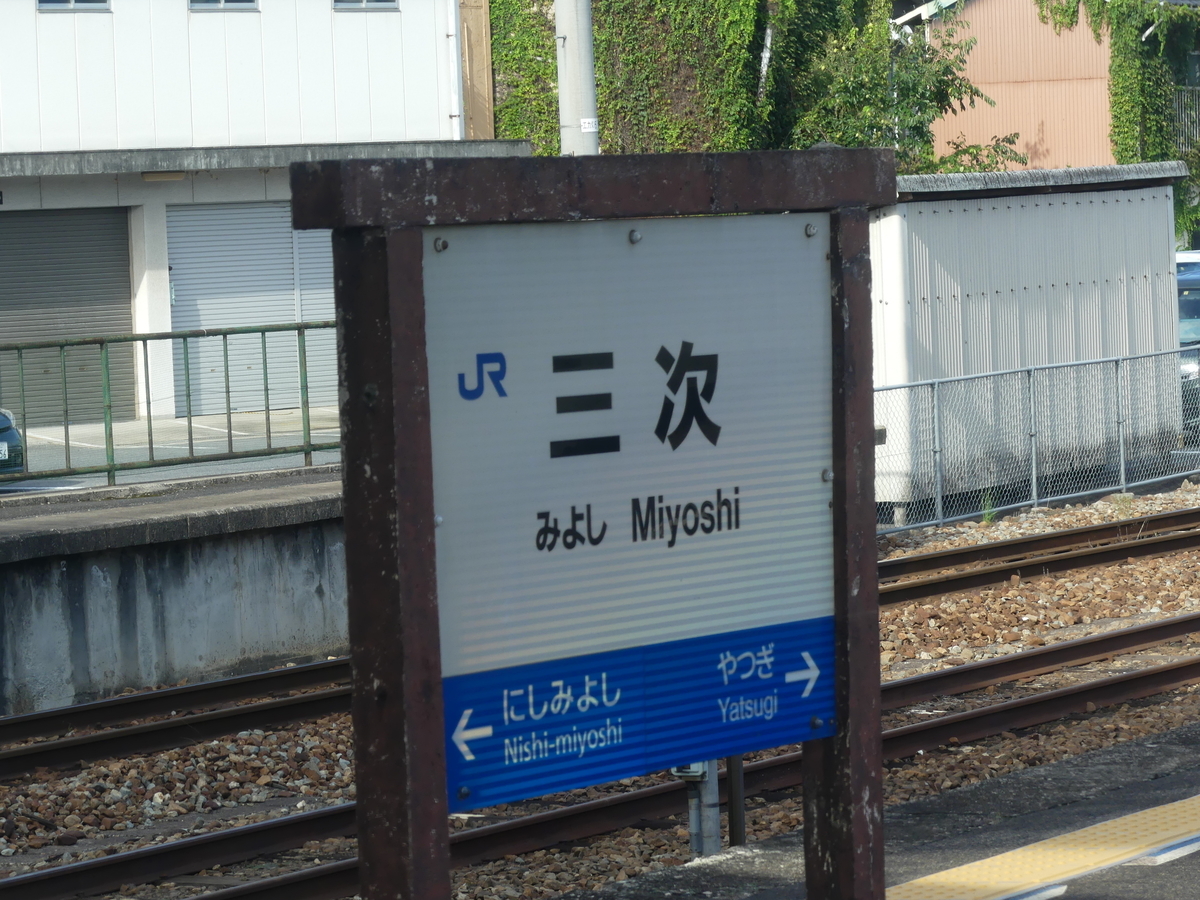 JR 三次
みよし Miyoshi
にしみよし
Nishi-miyoshi
やつぎ
Yatsugi